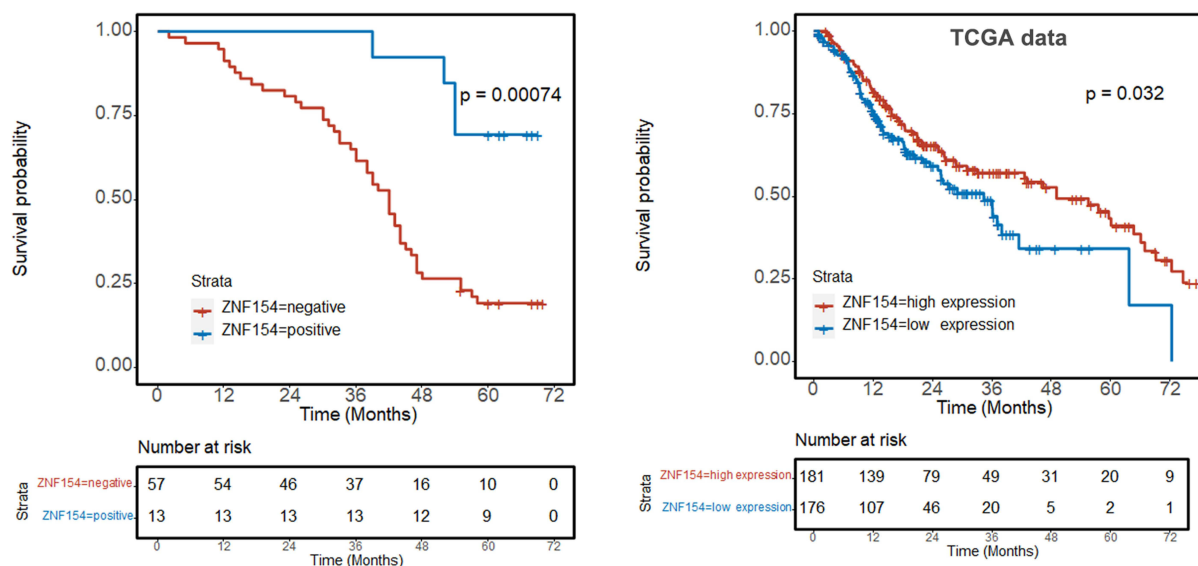 1.00
0.75
0.50
0.25
0.00
Survival probability
p = 0.00074
Strata
ZNF154=negative
ZNF154=positive
0 12 24 36 48 60 72
Time (Months)
Number at risk
Strata
ZNF154=negative 57 54 46 37 16 10 0
ZNF154=positive 13 13 13 13 12 9 0
0 12 24 36 48 60 72
Time (Months)
TCGA data
1.00
0.75
0.50
0.25
0.00
Survival probability
p = 0.032
Strata
ZNF154=high expression
ZNF154=low expression
0 12 24 36 48 60 72
Time (Months)
Number at risk
Strata
ZNF154=high expression 181 139 79 49 31 20 9
ZNF154=low expression 176 107 46 20 5 2 1
0 12 24 36 48 60 72
Time (Months)